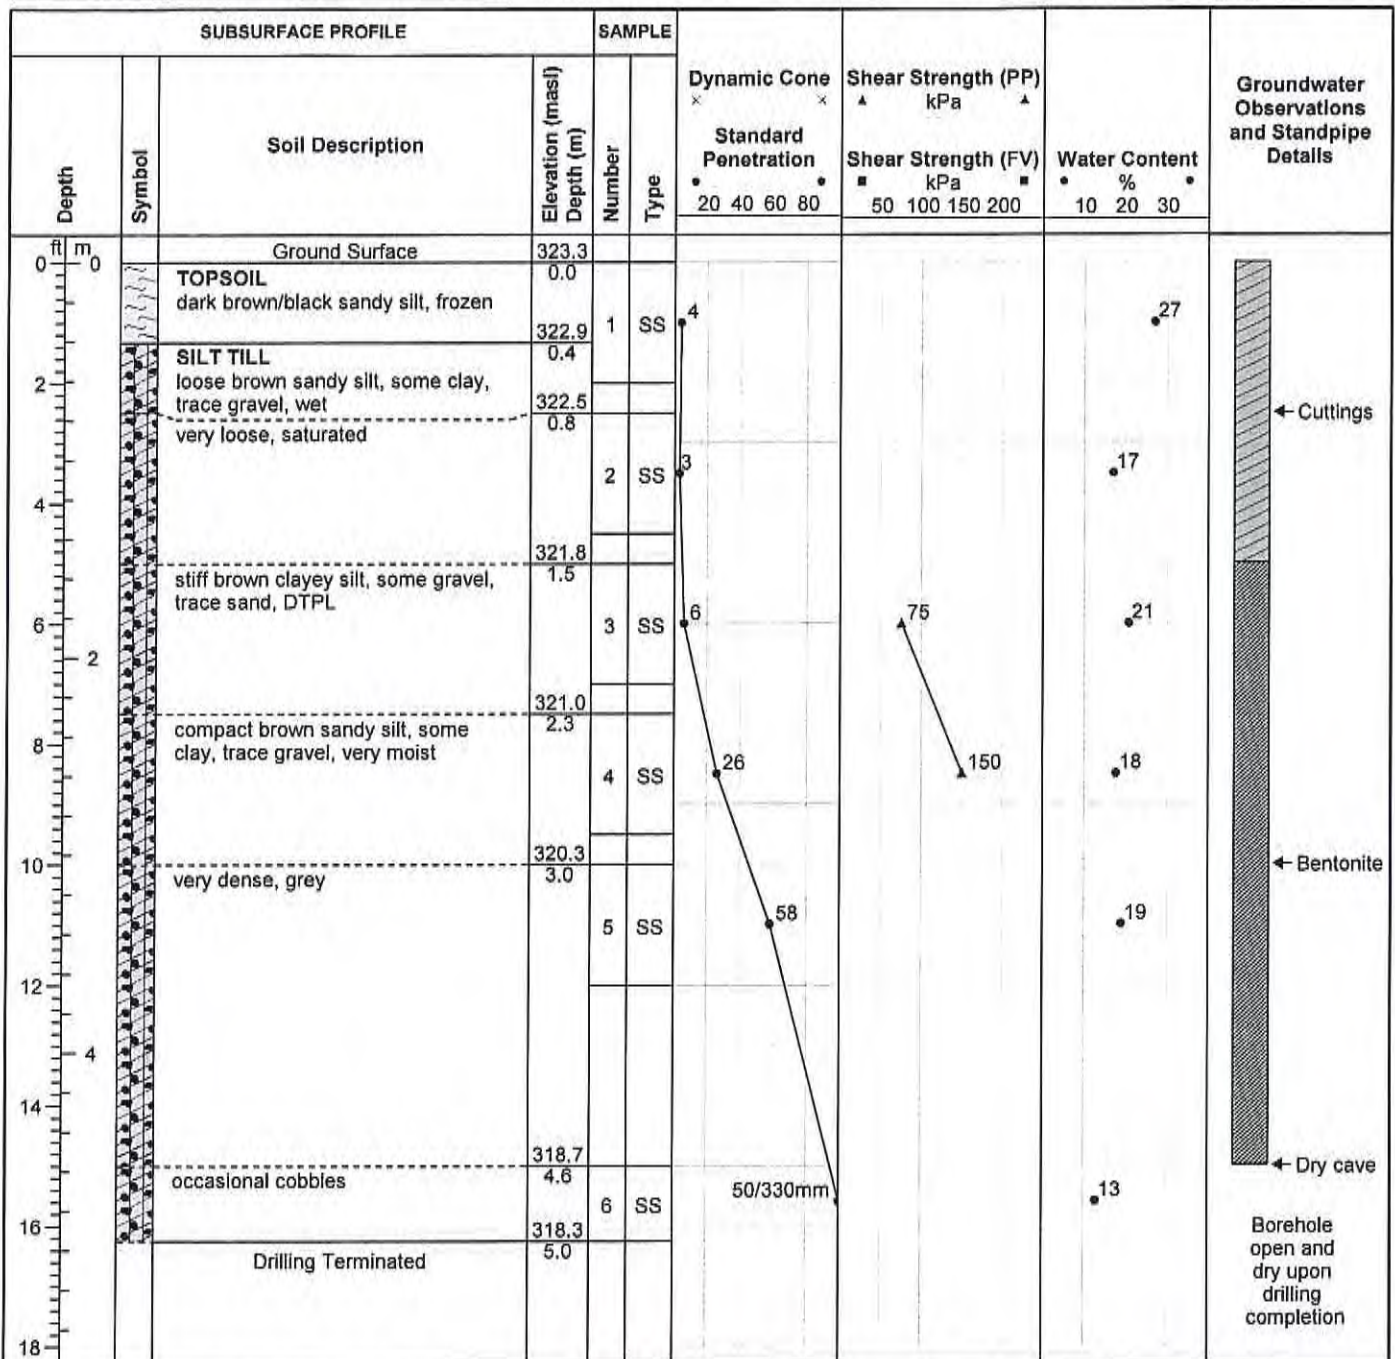 SUBSURFACE PROFILE
SAMPLE
Depth
Symbol
Soil Description
Elevation (masl)
Depth (m)
Number
Type
Dynamic Cone
Standard
Penetration
20 40 60 80
Shear Strength (PP)
kPa
Shear Strength (FV)
kPa
50 100 150 200
Water Content
%
10 20 30
Groundwater
Observations
and Standpipe
Details
ft m
0 0
2
4
6
2
8
10
12
4
14
16
18
Ground Surface
323.3
0.0
TOPSOIL
dark brown/black sandy silt, frozen
322.9
0.4
1 SS
4
27
SILT TILL
loose brown sandy silt, some clay,
trace gravel, wet
322.5
0.8
Cuttings
very loose, saturated
2 SS
3
17
321.8
1.5
stiff brown clayey silt, some gravel,
trace sand, DTPL
3 SS
6
75
21
321.0
2.3
compact brown sandy silt, some
clay, trace gravel, very moist
4 SS
26
150
18
320.3
3.0
Bentonite
very dense, grey
5 SS
58
19
318.7
4.6
Dry cave
occasional cobbles
6 SS
50/330mm
13
318.3
5.0
Drilling Terminated
Borehole
open and
dry upon
drilling
completion